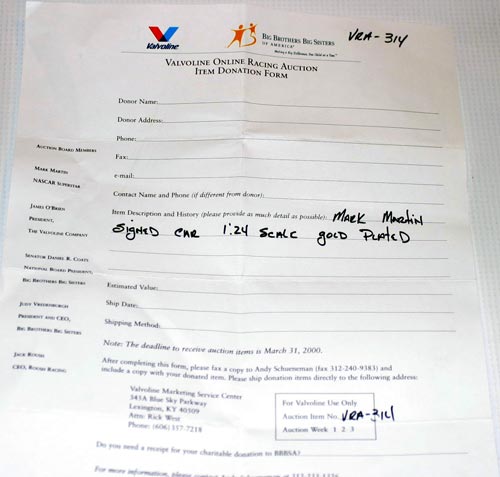 Valvoline
BIG BROTHERS BIG SISTERS
OF AMERICA
VRA-314
VALVOLINE ONLINE RACING AUCTION
ITEM DONATION FORM
Donor Name:
Donor Address:
Phone:
Fax:
e-mail:
Contact Name and Phone (if different from donor):
Item Description and History (please provide as much detail as possible): MARK MARTIN
SIGNED CAR 1:24 SCALE GOLD PLATED
Estimated Value:
Ship Date:
Shipping Method:
AUCTION BOARD MEMBERS
MARK MARTIN
NASCAR SUPERSTAR
JAMES O'BRIEN
PRESIDENT,
THE VALVOLINE COMPANY
SENATOR DANIEL R. COATS
NATIONAL BOARD PRESIDENT,
BIG BROTHERS BIG SISTERS
JUDY VREDENBURGH
PRESIDENT AND CEO,
BIG BROTHERS BIG SISTERS
JACK ROUSH
CEO, ROUSH RACING
Note: The deadline to receive auction items is March 31, 2000.
After completing this form, please fax a copy to Andy Schueneman (fax 312-240-9383) and
include a copy with your donated item. Please ship donation items directly to the following address:
Valvoline Marketing Service Center
345A Blue Sky Parkway
Lexington, KY 40509
Attn: Rick West
Phone: (606) 357-7218
For Valvoline Use Only
Auction Item No. VRA-314
Auction Week 1 2 3
Do you need a receipt for your charitable donation to BBBSA?
For more information, please